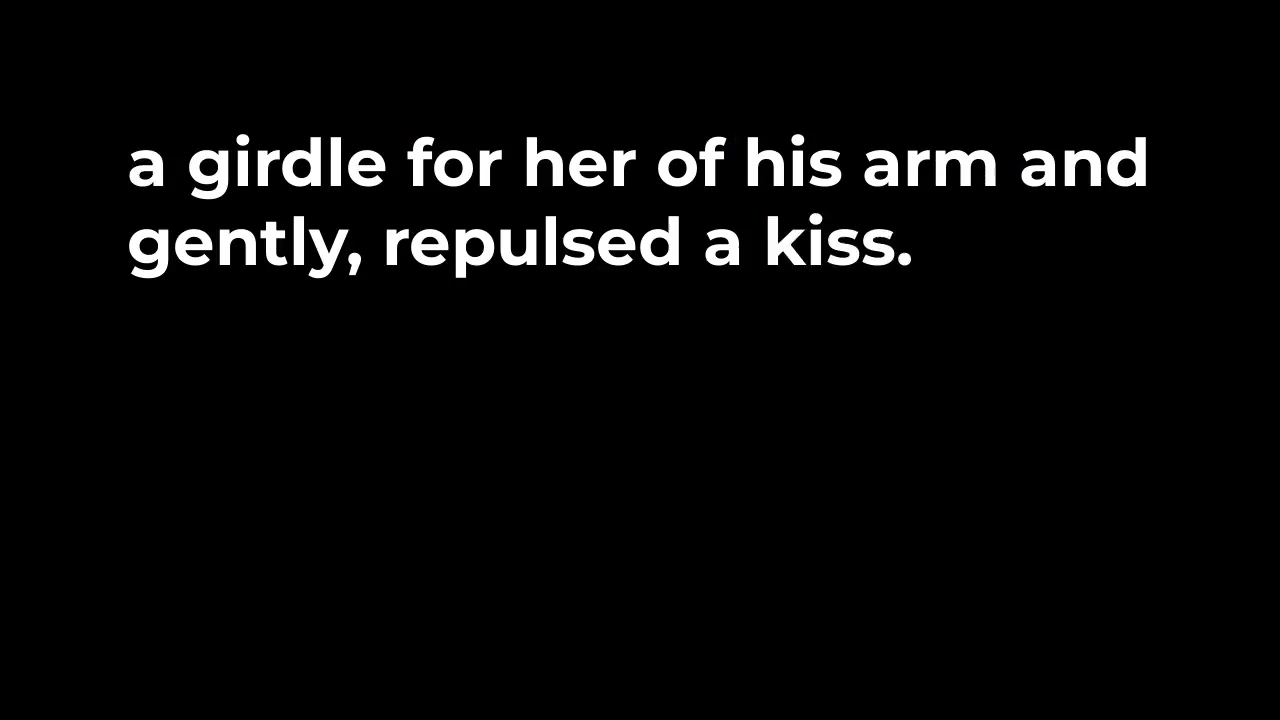 a girdle for her of his arm and
gently, repulsed a kiss.